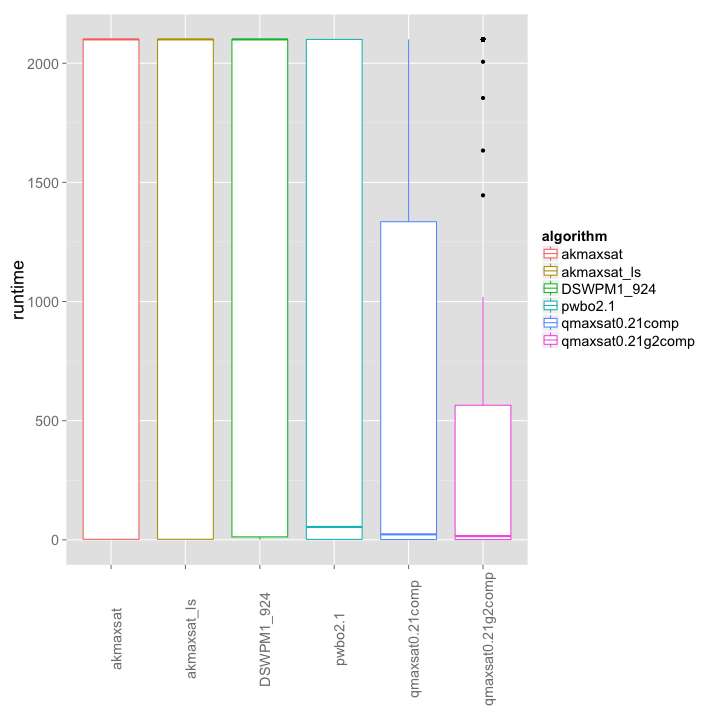 runtime
2000
1500
1000
500
0
akmaxsat
akmaxsat_ls
DSWPM1_924
pwbo2.1
qmaxsat0.21comp
qmaxsat0.21g2comp
algorithm
akmaxsat
akmaxsat_ls
DSWPM1_924
pwbo2.1
qmaxsat0.21comp
qmaxsat0.21g2comp